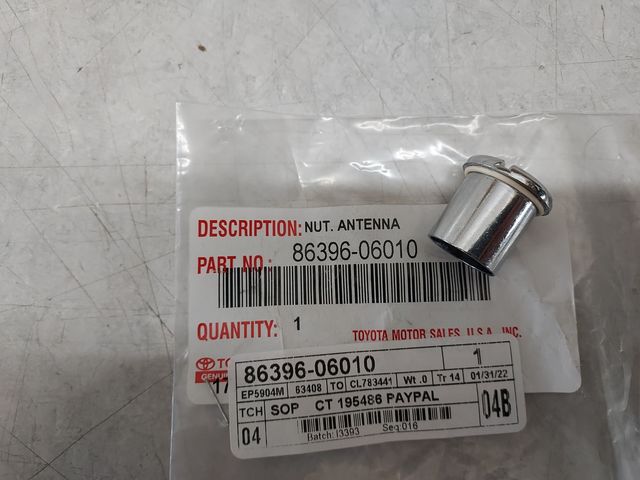 DESCRIPTION: NUT. ANTENNA
PART NO.: 86396-06010
QUANTITY: 1
TOYOTA MOTOR SALES, U.S.A., INC.
86396-06010 1
EP5904M 63408 TO CL783441 Wt .0 Tr 14 01/31/22
TCH SOP CT 195486 PAYPAL 04B
04
Batch: I3393 Seq:016